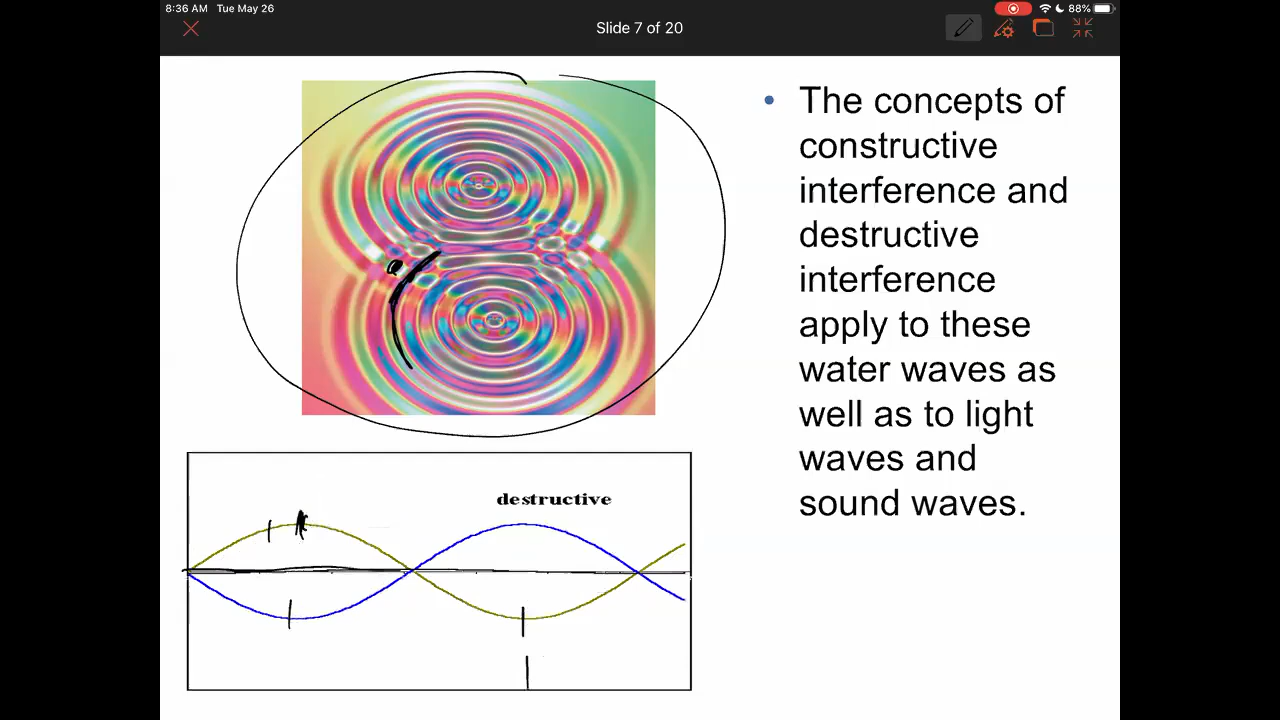 8:36 AM Tue May 26
88%
Slide 7 of 20
• The concepts of
constructive
interference and
destructive
interference
apply to these
water waves as
well as to light
waves and
sound waves.
destructive